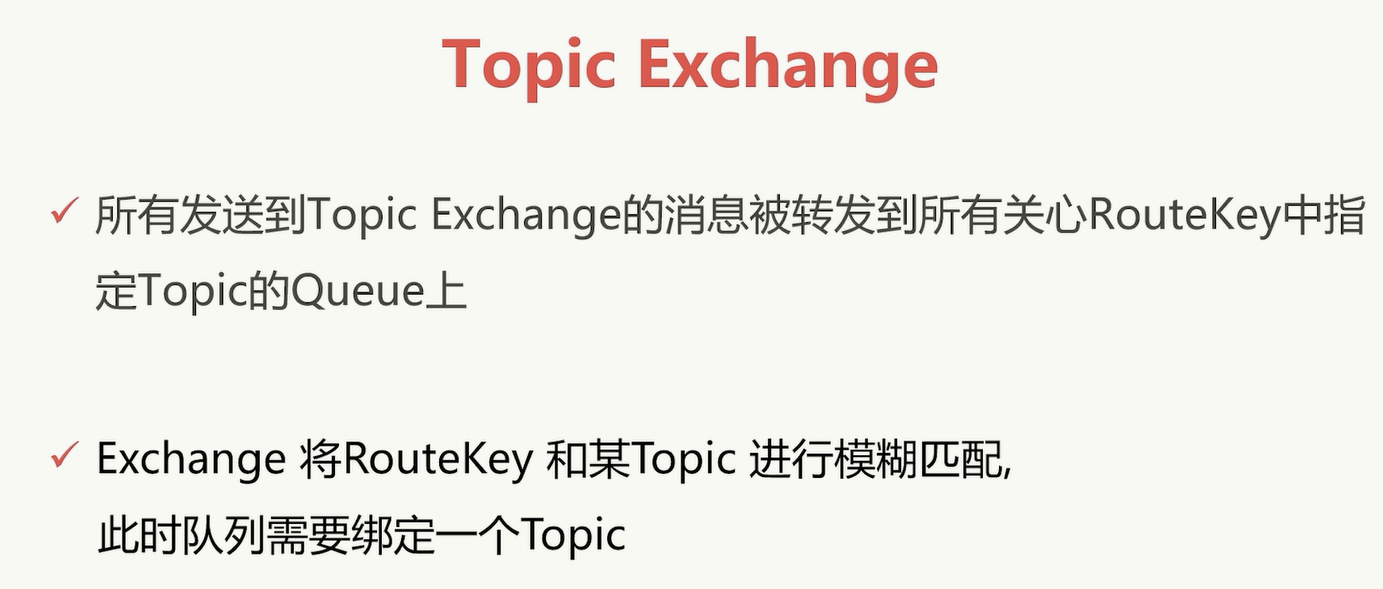 Topic Exchange
所有发送到Topic Exchange的消息被转发到所有关心RouteKey中指
定Topic的Queue上
Exchange 将RouteKey 和某Topic 进行模糊匹配,
此时队列需要绑定一个Topic